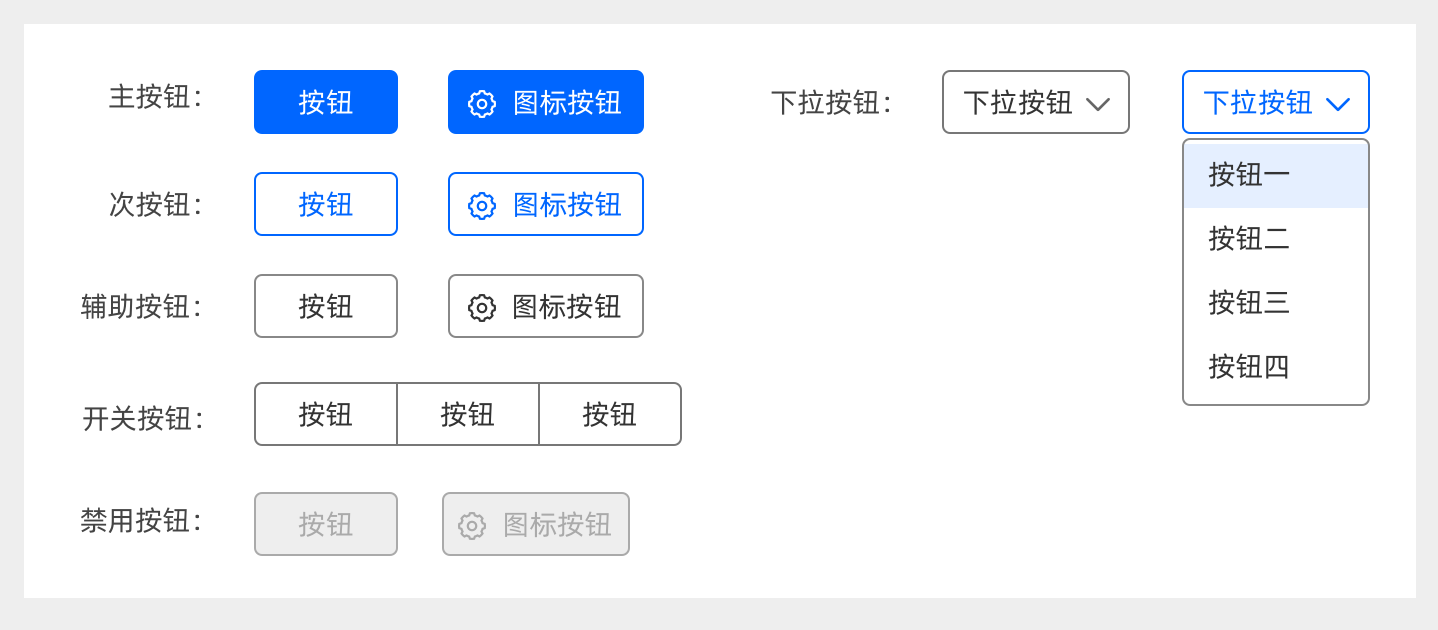 主按钮： 按钮 图标按钮 下拉按钮： 下拉按钮 下拉按钮
按钮一
次按钮： 按钮 图标按钮
按钮二
辅助按钮： 按钮 图标按钮
按钮三
按钮四
开关按钮： 按钮 按钮 按钮
禁用按钮： 按钮 图标按钮